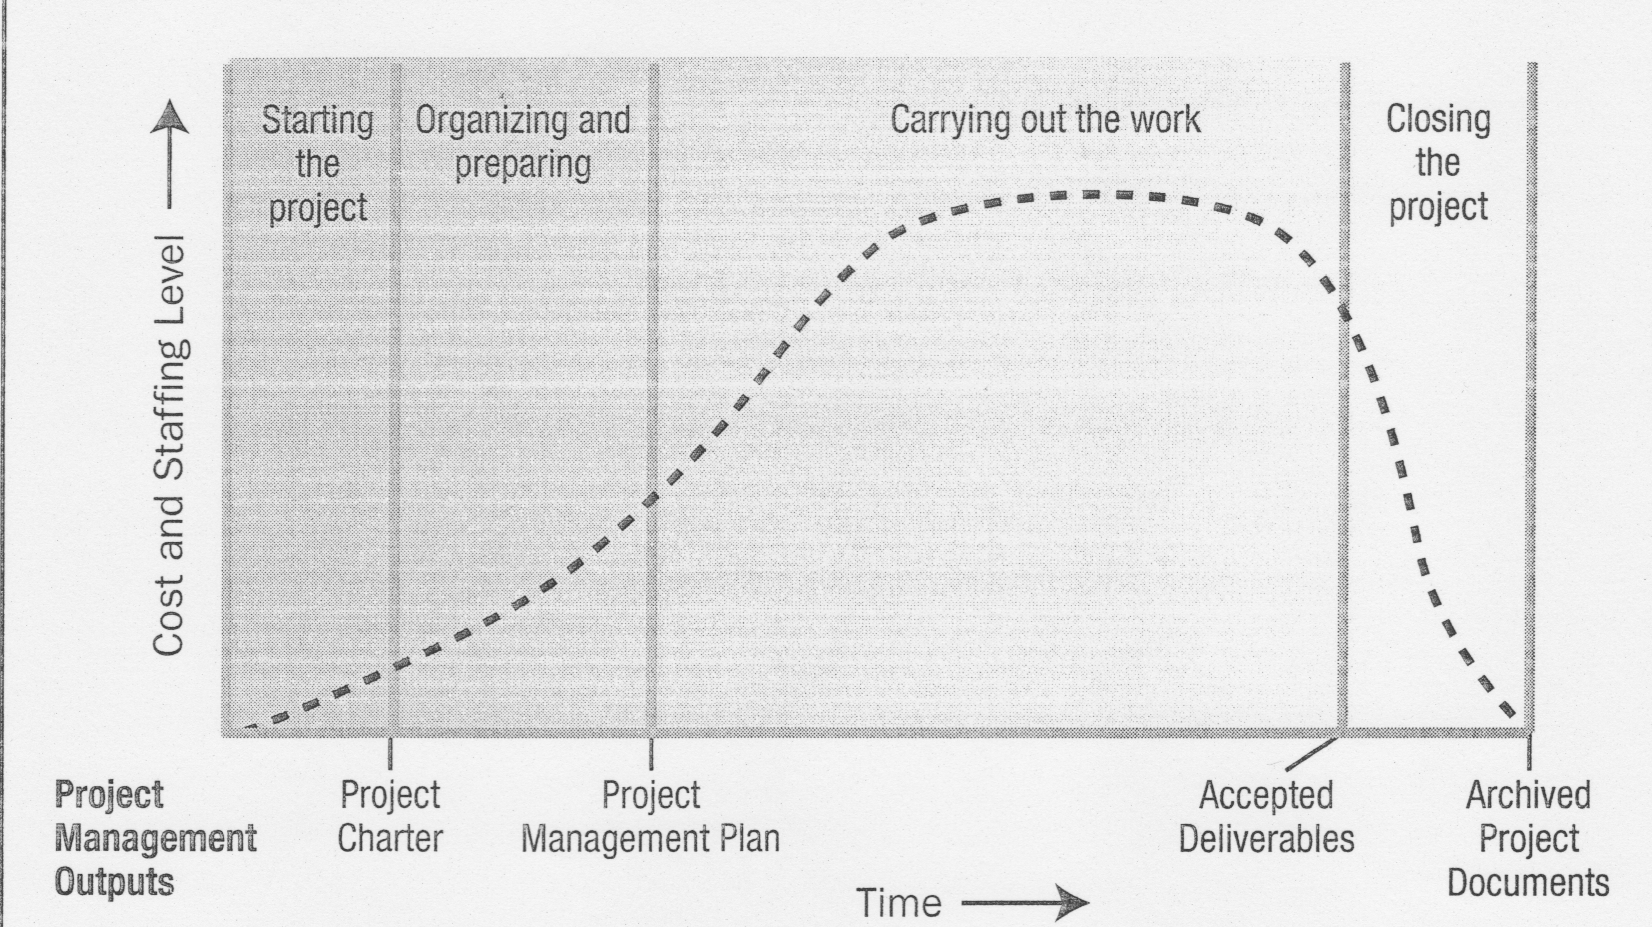 Starting
the
project
Organizing and
preparing
Carrying out the work
Closing
the
project
Cost and Staffing Level
Project
Management
Outputs
Project
Charter
Project
Management Plan
Accepted
Deliverables
Archived
Project
Documents
Time